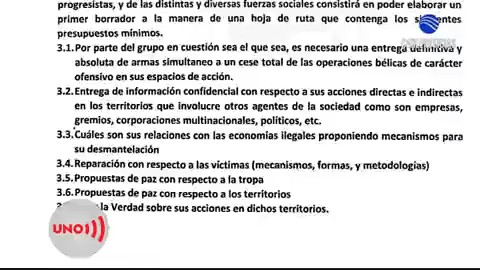 progresistas, y de las distintas y diversas fuerzas sociales consistirá en poder elaborar un
primer borrador a la manera de una hoja de ruta que contenga los siguientes
presupuestos mínimos.
3.1. Por parte del grupo en cuestión sea el que sea, es necesario una entrega definitiva y
absoluta de armas simultaneo a un cese total de las operaciones bélicas de carácter
ofensivo en sus espacios de acción.
3.2. Entrega de información confidencial con respecto a sus acciones directas e indirectas
en los territorios que involucre otros agentes de la sociedad como son empresas,
gremios, corporaciones multinacionales, políticos, etc.
3.3. Cuáles son sus relaciones con las economías ilegales proponiendo mecanismos para
su desmantelación
3.4. Reparación con respecto a las víctimas (mecanismos, formas, y metodologías)
3.5. Propuestas de paz con respecto a la tropa
3.6. Propuestas de paz con respecto a los territorios
la Verdad sobre sus acciones en dichos territorios.
UNO